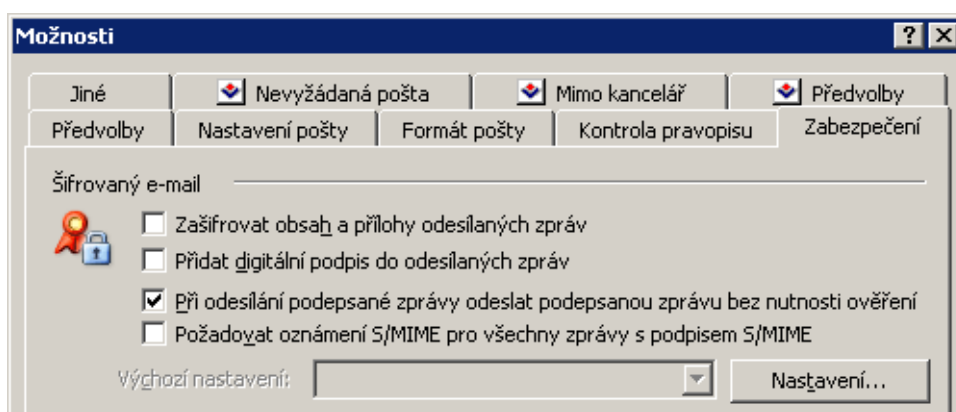 Možnosti
Jiné Nevyžádaná pošta Mimo kancelář Předvolby
Předvolby Nastavení pošty Formát pošty Kontrola pravopisu Zabezpečení
Šifrovaný e-mail
Zašifrovat obsah a přílohy odesílaných zpráv
Přidat digitální podpis do odesílaných zpráv
Při odesílání podepsané zprávy odeslat podepsanou zprávu bez nutnosti ověření
Požadovat oznámení S/MIME pro všechny zprávy s podpisem S/MIME
Výchozí nastavení: Nastavení...